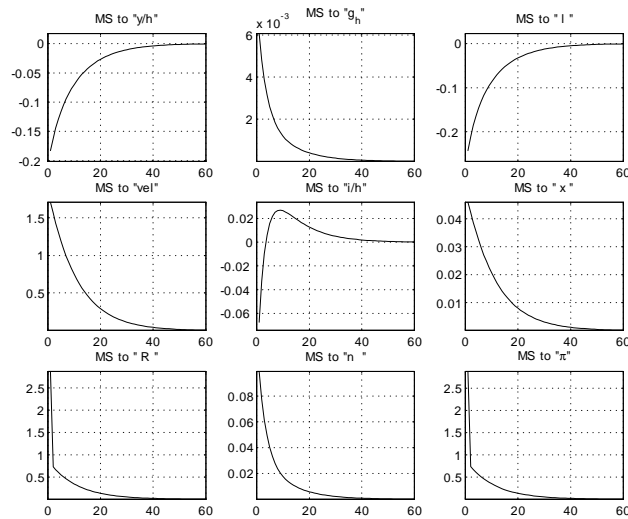 MS to "y/h"
0
-0.05
-0.1
-0.15
-0.2
0 20 40 60
MS to "g_h"
x 10^-3
6
4
2
0 20 40 60
MS to " l "
0
-0.1
-0.2
0 20 40 60
MS to "vel"
1.5
1
0.5
0 20 40 60
MS to "i/h"
0.02
0
-0.02
-0.04
-0.06
0 20 40 60
MS to " x "
0.04
0.03
0.02
0.01
0 20 40 60
MS to " R "
2.5
2
1.5
1
0.5
0 20 40 60
MS to "n "
0.08
0.06
0.04
0.02
0 20 40 60
MS to "π"
2.5
2
1.5
1
0.5
0 20 40 60